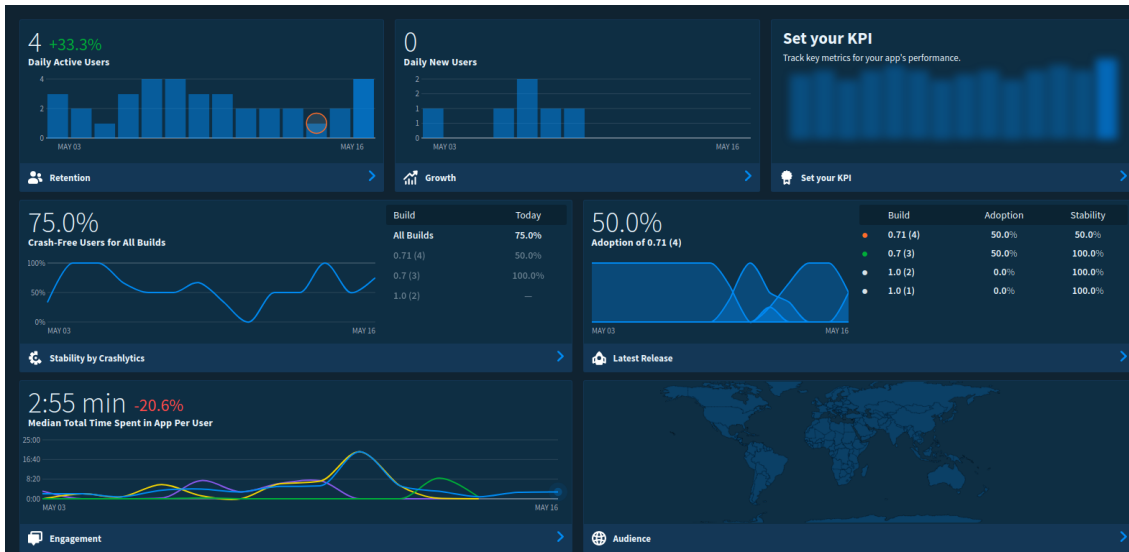 4 +33.3%
Daily Active Users
4
2
0
MAY 03 MAY 16
Retention
0
Daily New Users
2
2
1
1
0
MAY 03 MAY 16
Growth
Set your KPI
Track key metrics for your app's performance.
Set your KPI
75.0%
Crash-Free Users for All Builds
100%
50%
0%
MAY 03 MAY 16
Build Today
All Builds 75.0%
0.71 (4) 50.0%
0.7 (3) 100.0%
1.0 (2) —
Stability by Crashlytics
50.0%
Adoption of 0.71 (4)
MAY 03 MAY 16
Build Adoption Stability
0.71 (4) 50.0% 50.0%
0.7 (3) 50.0% 100.0%
1.0 (2) 0.0% 100.0%
1.0 (1) 0.0% 100.0%
Latest Release
2:55 min -20.6%
Median Total Time Spent in App Per User
25:00
16:40
8:20
0:00
MAY 03 MAY 16
Engagement
Audience